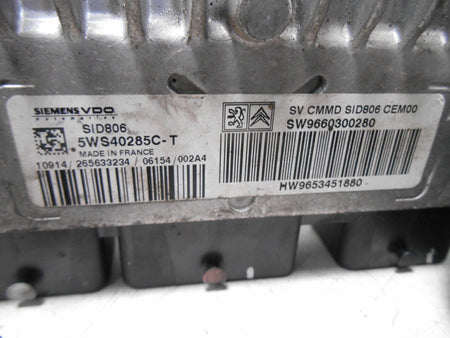 SIEMENS VDO
Automotive
SID806
5WS40285C-T
MADE IN FRANCE
10914/265633234/06154/002A4
SV CMMD SID806 CEM00
SW9660300280
HW9653451880